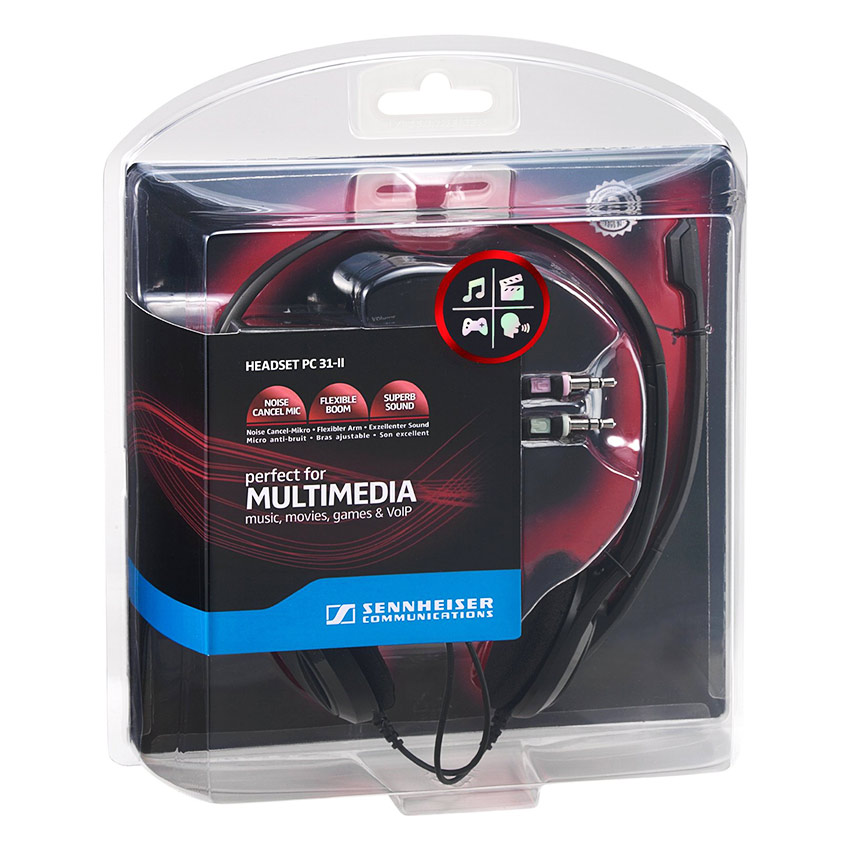 HEADSET PC 31-II
NOISE
CANCEL MIC
FLEXIBLE
BOOM
SUPERB
SOUND
Noise Cancel-Mikro • Flexibler Arm • Exzellenter Sound
Micro anti-bruit • Bras ajustable • Son excellent
perfect for
MULTIMEDIA
music, movies, games & VoIP
SENNHEISER
COMMUNICATIONS